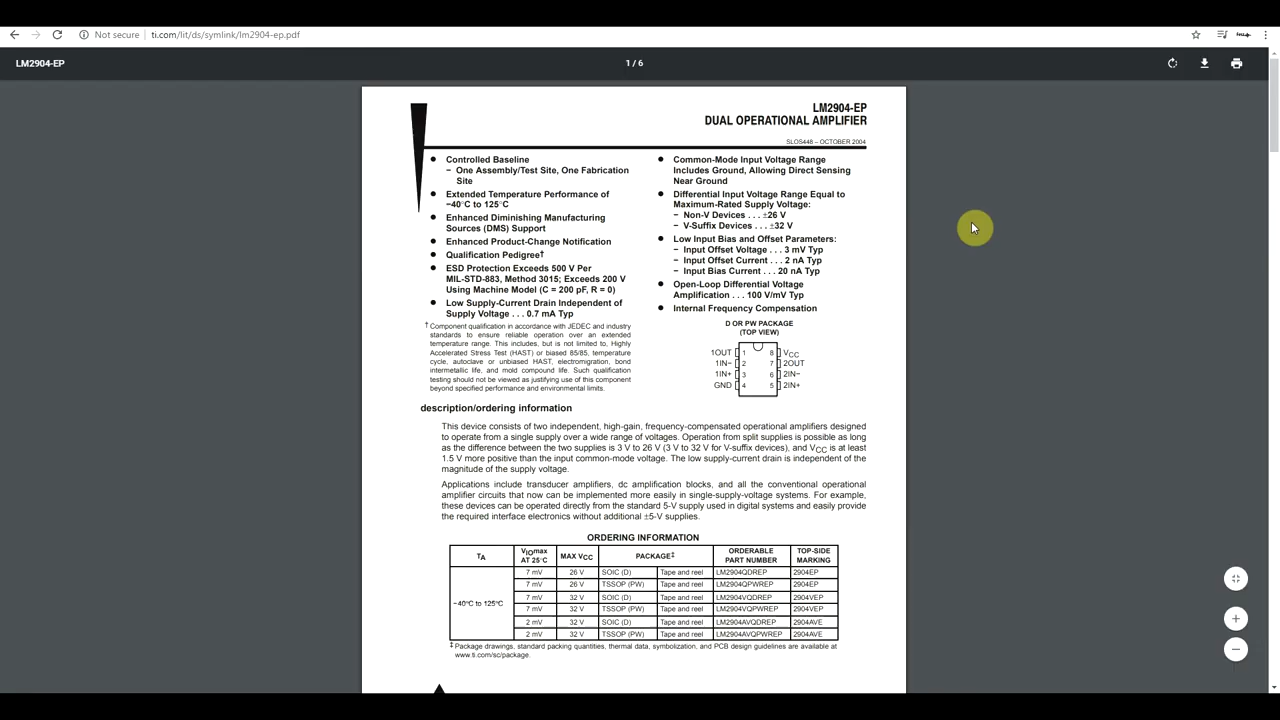 Not secure | ti.com/lit/ds/symlink/lm2904-ep.pdf
LM2904-EP
1 / 6
LM2904-EP
DUAL OPERATIONAL AMPLIFIER
SLOS448 – OCTOBER 2004
● Controlled Baseline
− One Assembly/Test Site, One Fabrication
Site
● Extended Temperature Performance of
−40°C to 125°C
● Enhanced Diminishing Manufacturing
Sources (DMS) Support
● Enhanced Product-Change Notification
● Qualification Pedigree†
● ESD Protection Exceeds 500 V Per
MIL-STD-883, Method 3015; Exceeds 200 V
Using Machine Model (C = 200 pF, R = 0)
● Low Supply-Current Drain Independent of
Supply Voltage . . . 0.7 mA Typ
† Component qualification in accordance with JEDEC and industry
standards to ensure reliable operation over an extended
temperature range. This includes, but is not limited to, Highly
Accelerated Stress Test (HAST) or biased 85/85, temperature
cycle, autoclave or unbiased HAST, electromigration, bond
intermetallic life, and mold compound life. Such qualification
testing should not be viewed as justifying use of this component
beyond specified performance and environmental limits.
● Common-Mode Input Voltage Range
Includes Ground, Allowing Direct Sensing
Near Ground
● Differential Input Voltage Range Equal to
Maximum-Rated Supply Voltage:
− Non-V Devices . . . ±26 V
− V-Suffix Devices . . . ±32 V
● Low Input Bias and Offset Parameters:
− Input Offset Voltage . . . 3 mV Typ
− Input Offset Current . . . 2 nA Typ
− Input Bias Current . . . 20 nA Typ
● Open-Loop Differential Voltage
Amplification . . . 100 V/mV Typ
● Internal Frequency Compensation
D OR PW PACKAGE
(TOP VIEW)
1OUT 1 8 VCC
1IN− 2 7 2OUT
1IN+ 3 6 2IN−
GND 4 5 2IN+
description/ordering information
This device consists of two independent, high-gain, frequency-compensated operational amplifiers designed
to operate from a single supply over a wide range of voltages. Operation from split supplies is possible as long
as the difference between the two supplies is 3 V to 26 V (3 V to 32 V for V-suffix devices), and VCC is at least
1.5 V more positive than the input common-mode voltage. The low supply-current drain is independent of the
magnitude of the supply voltage.
Applications include transducer amplifiers, dc amplification blocks, and all the conventional operational
amplifier circuits that now can be implemented more easily in single-supply-voltage systems. For example,
these devices can be operated directly from the standard 5-V supply used in digital systems and easily provide
the required interface electronics without additional ±5-V supplies.
ORDERING INFORMATION
TA VIOmax AT 25°C MAX VCC PACKAGE‡ ORDERABLE PART NUMBER TOP-SIDE MARKING
−40°C to 125°C
7 mV 26 V SOIC (D) Tape and reel LM2904QDREP 2904EP
7 mV 26 V TSSOP (PW) Tape and reel LM2904QPWREP 2904EP
7 mV 32 V SOIC (D) Tape and reel LM2904VQDREP 2904VEP
7 mV 32 V TSSOP (PW) Tape and reel LM2904VQPWREP 2904VEP
2 mV 32 V SOIC (D) Tape and reel LM2904AVQDREP 2904AVE
2 mV 32 V TSSOP (PW) Tape and reel LM2904AVQPWREP 2904AVE
‡ Package drawings, standard packing quantities, thermal data, symbolization, and PCB design guidelines are available at
www.ti.com/sc/package.